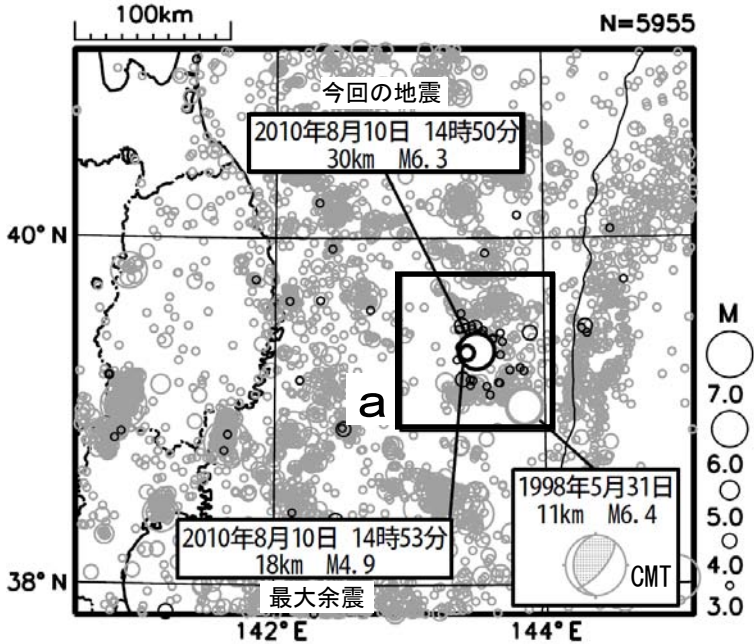 100km
N=5955
今回の地震
2010年8月10日 14時50分
30km M6.3
40°N
a
M
7.0
6.0
5.0
4.0
3.0
1998年5月31日
11km M6.4
CMT
2010年8月10日 14時53分
18km M4.9
最大余震
38°N
142°E
144°E